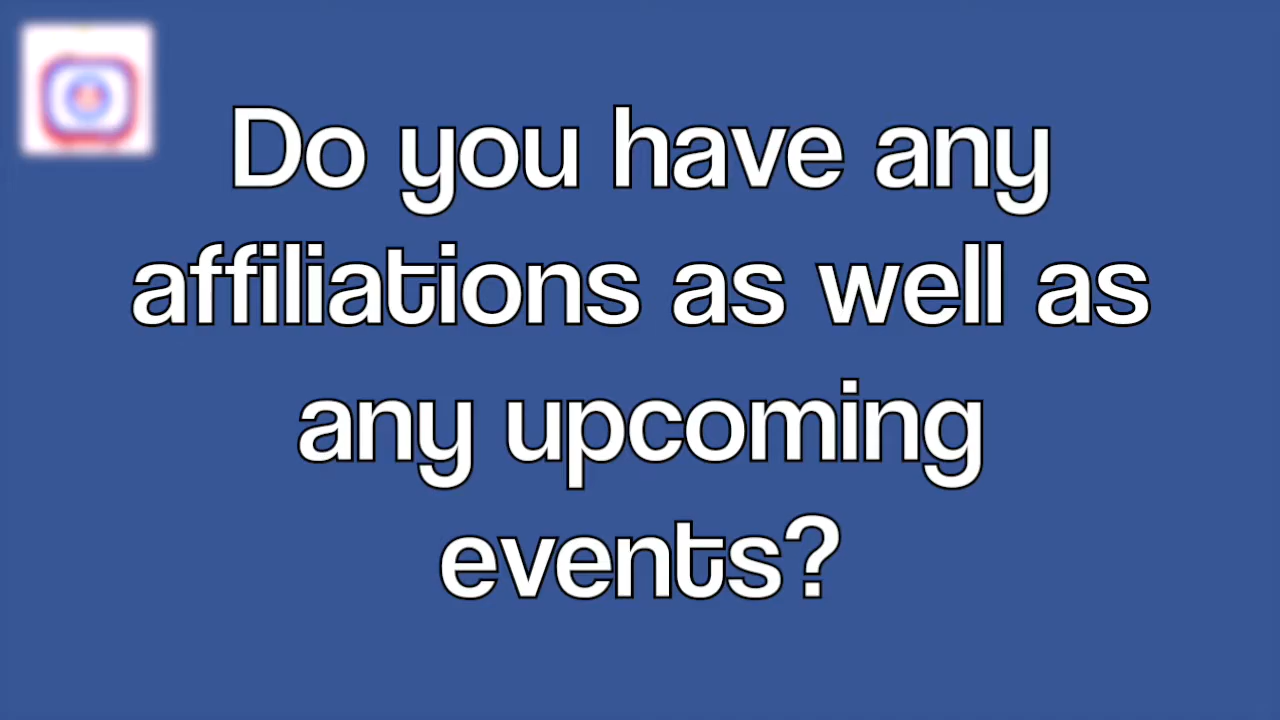 Do you have any
affiliations as well as
any upcoming
events?